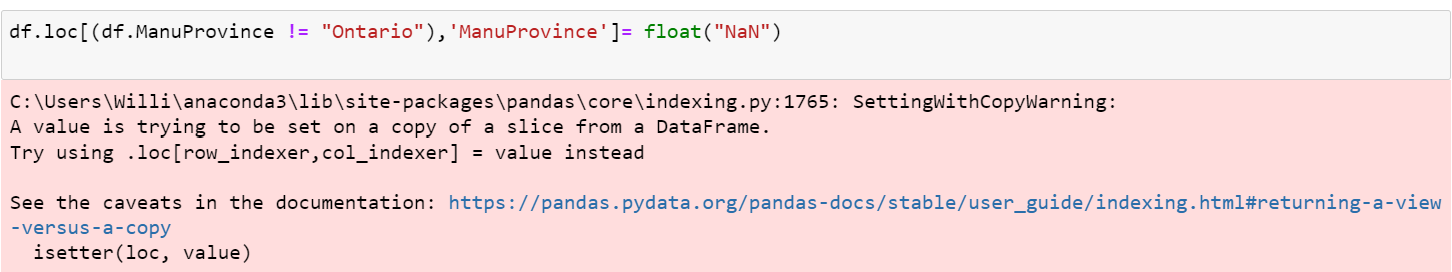 df.loc[(df.ManuProvince != "Ontario"),'ManuProvince']= float("NaN")
C:\Users\Willi\anaconda3\lib\site-packages\pandas\core\indexing.py:1765: SettingWithCopyWarning:
A value is trying to be set on a copy of a slice from a DataFrame.
Try using .loc[row_indexer,col_indexer] = value instead
See the caveats in the documentation: https://pandas.pydata.org/pandas-docs/stable/user_guide/indexing.html#returning-a-view
-versus-a-copy
  isetter(loc, value)